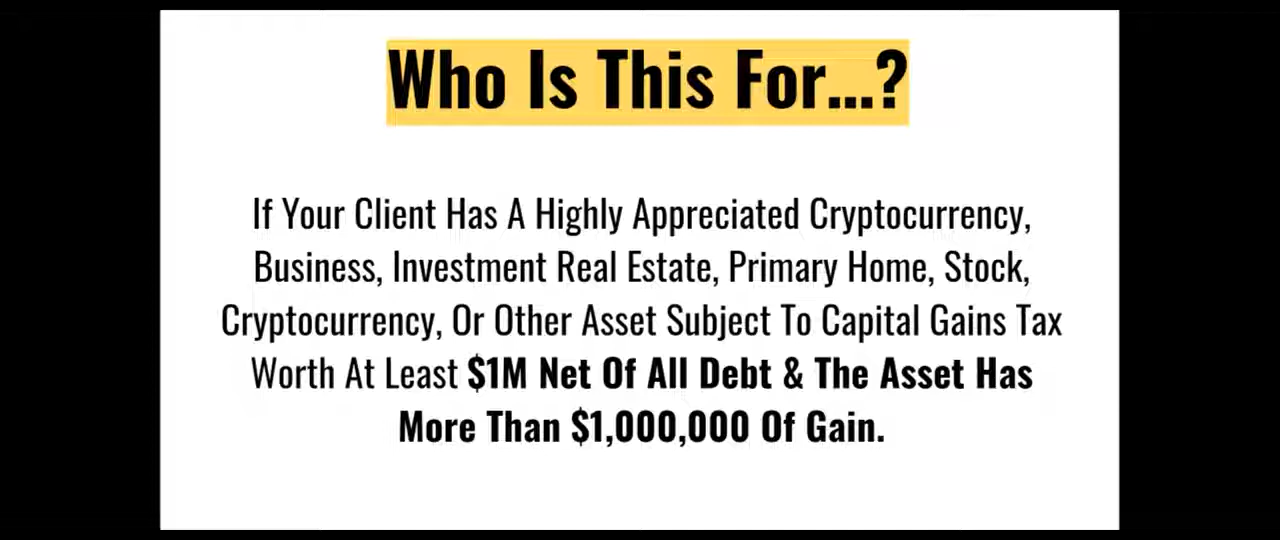 Who Is This For...?
If Your Client Has A Highly Appreciated Cryptocurrency,
Business, Investment Real Estate, Primary Home, Stock,
Cryptocurrency, Or Other Asset Subject To Capital Gains Tax
Worth At Least $1M Net Of All Debt & The Asset Has
More Than $1,000,000 Of Gain.